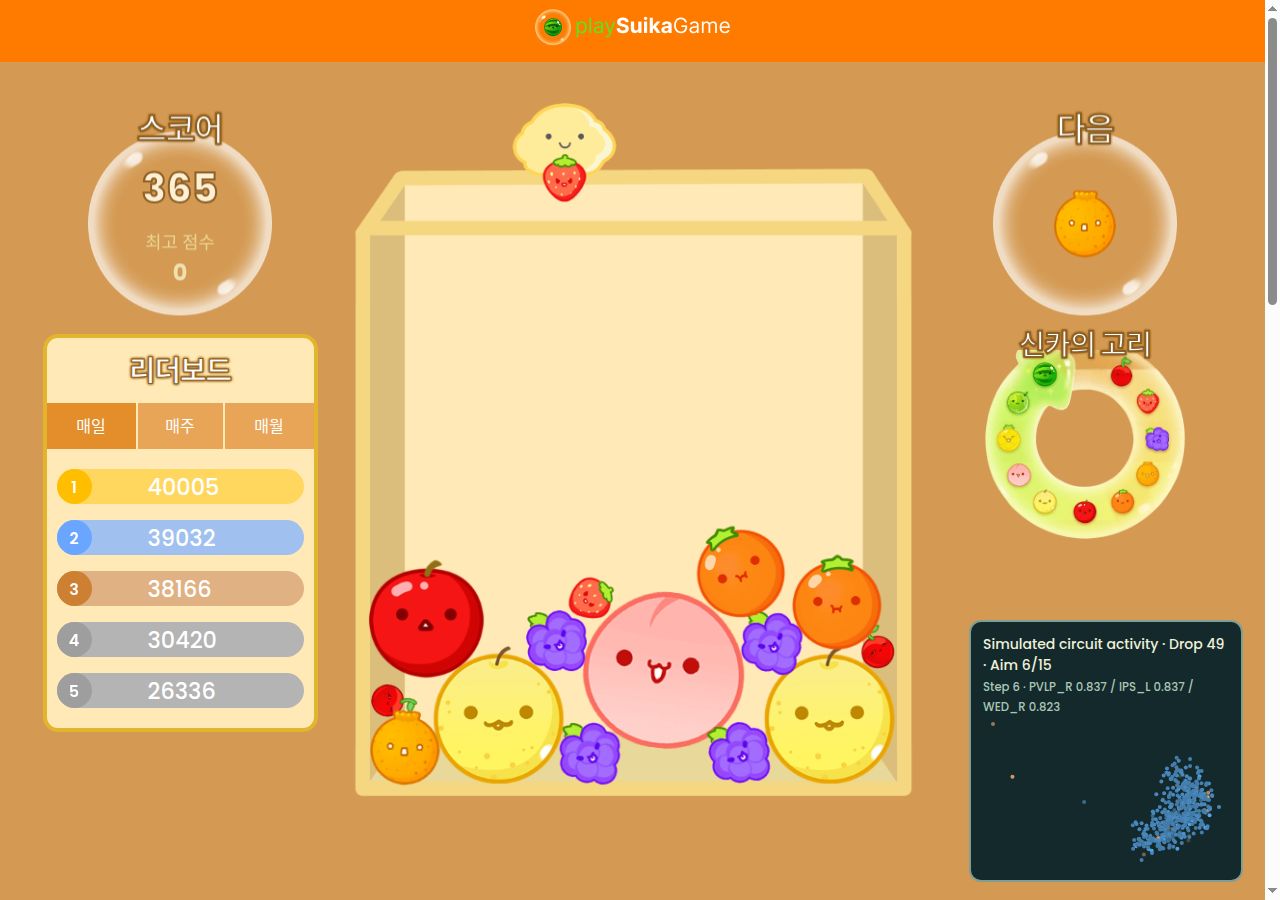 playSuikaGame
스코어
365
최고 점수
0
리더보드
매일 매주 매월
1 40005
2 39032
3 38166
4 30420
5 26336
다음
신카의 고리
Simulated circuit activity · Drop 49
· Aim 6/15
Step 6 · PVLP_R 0.837 / IPS_L 0.837 /
WED_R 0.823